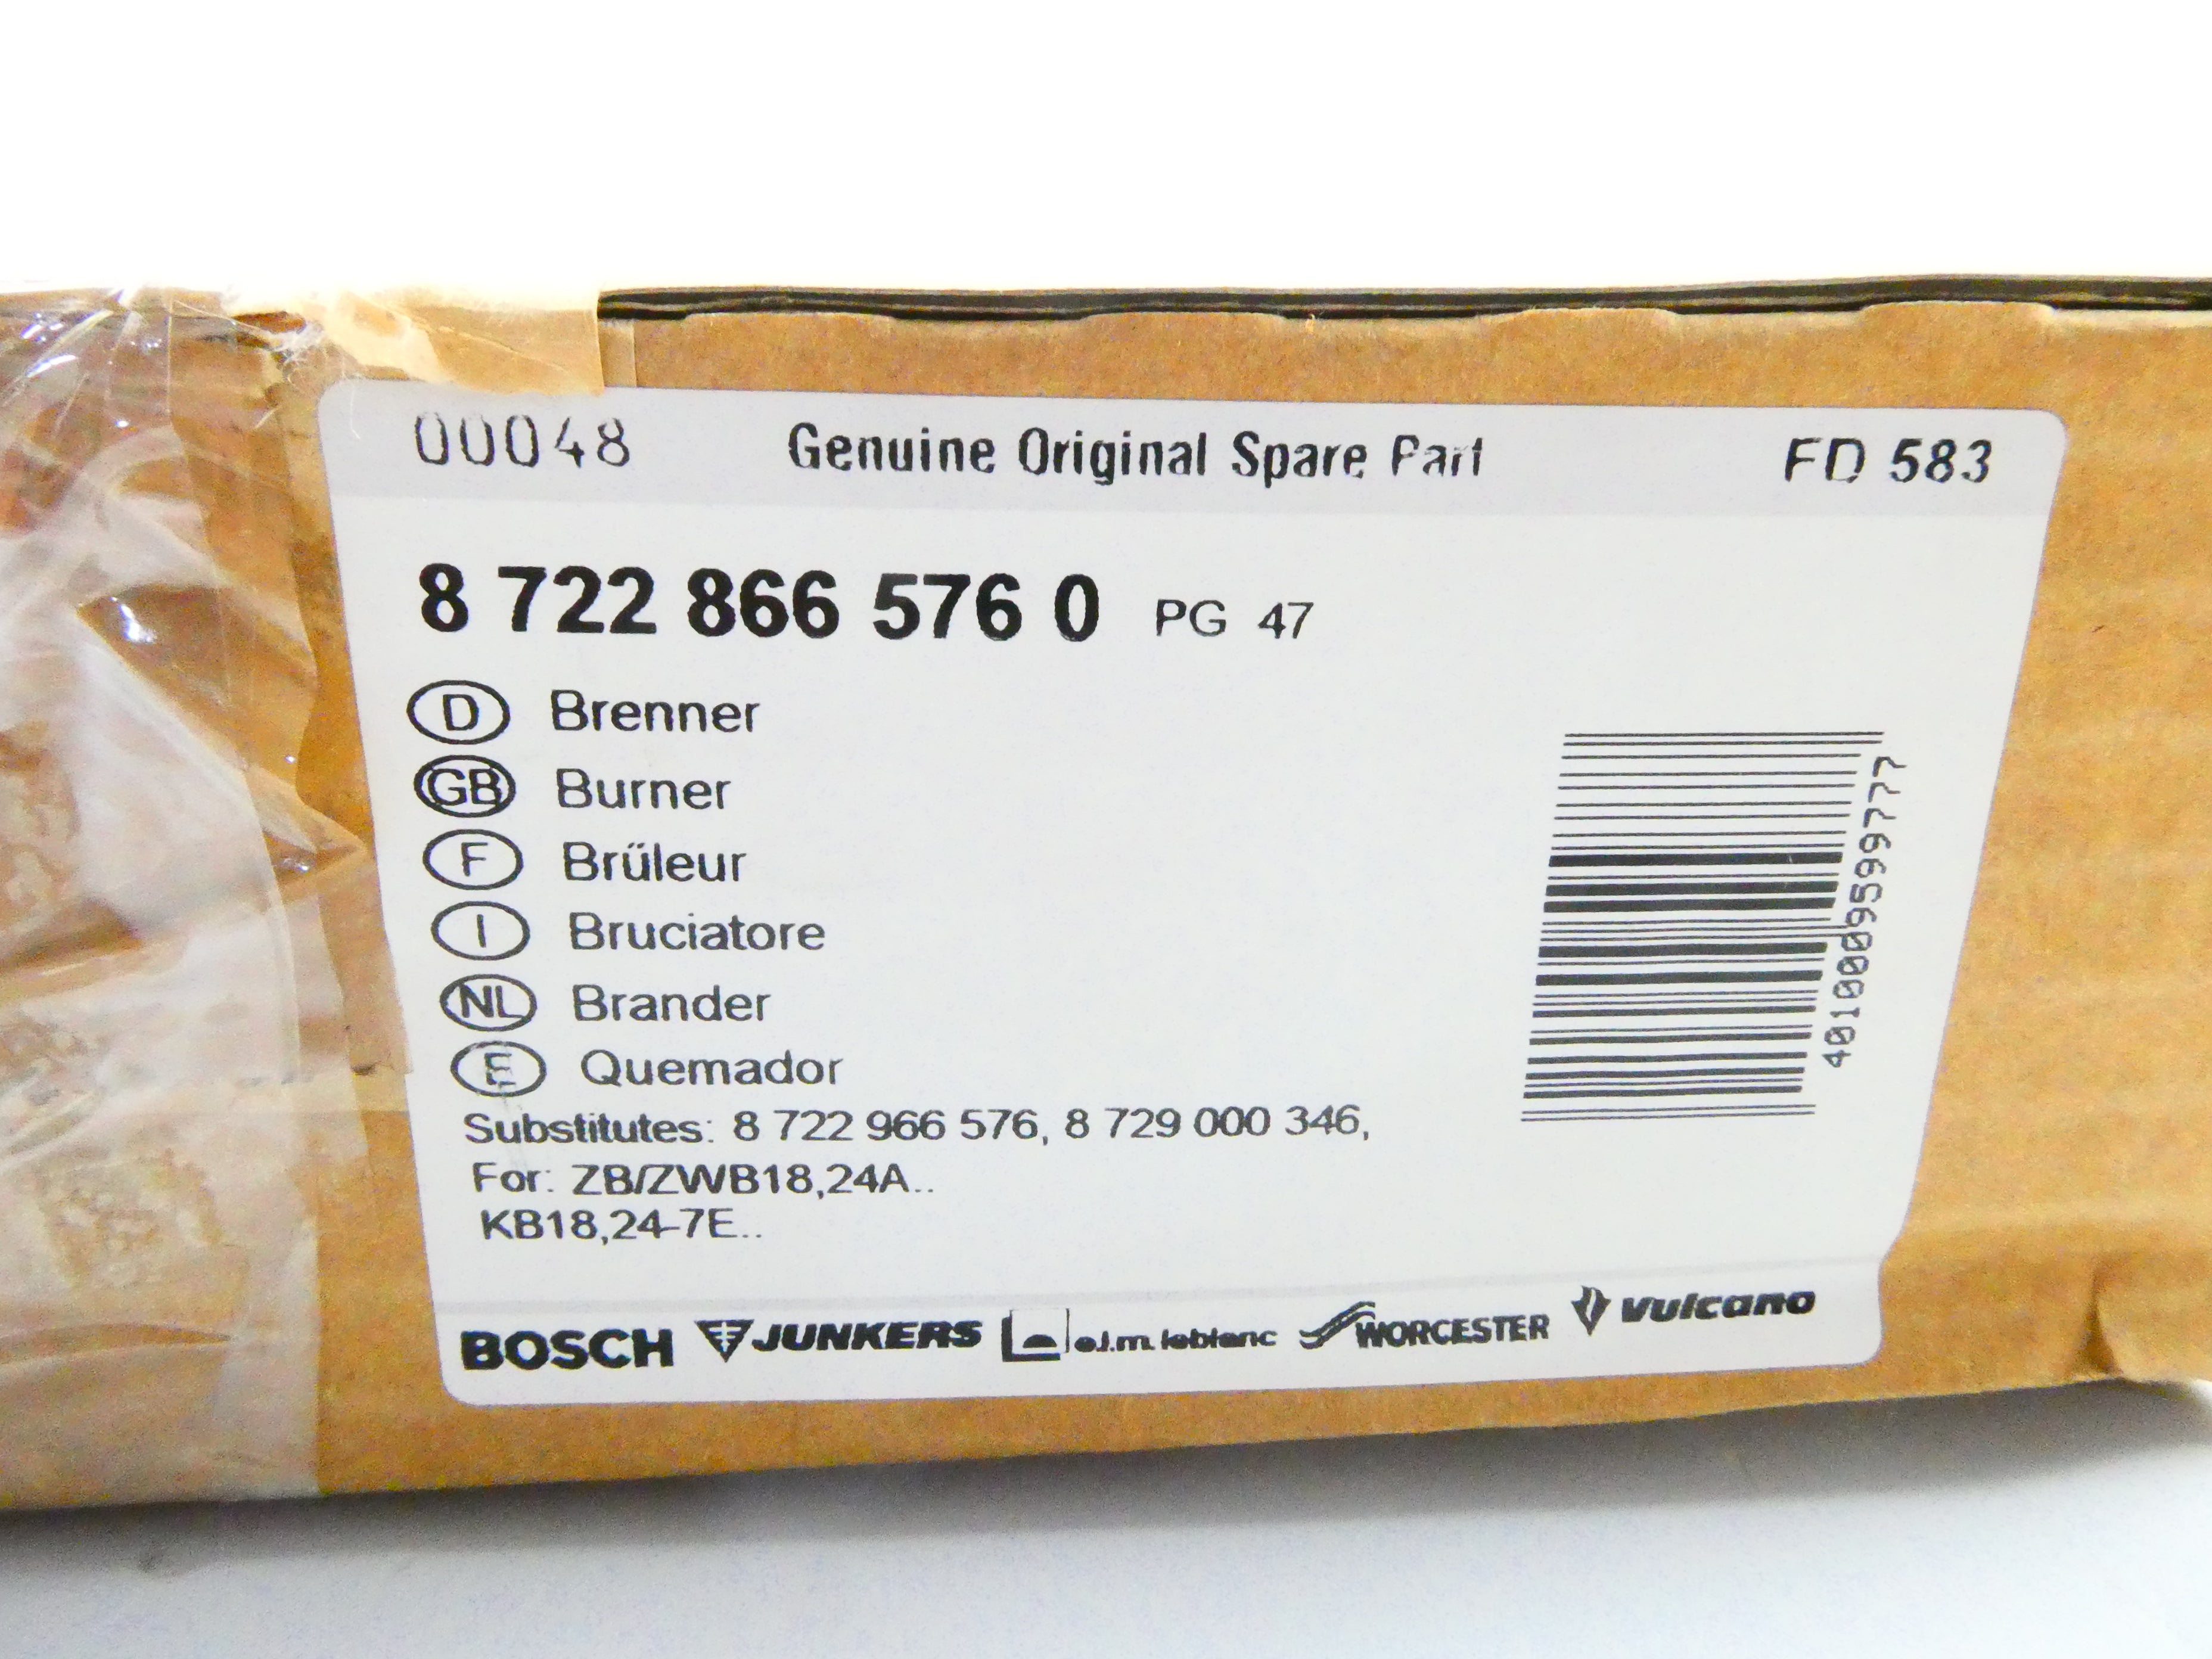 00048 Genuine Original Spare Part FD 583
8 722 866 576 0 PG 47
D Brenner
GB Burner
F Brűleur
I Bruciatore
NL Brander
E Quemador
4010009599777
Substitutes: 8 722 966 576, 8 729 000 346,
For: ZB/ZWB18,24A..
KB18,24-7E..
BOSCH JUNKERS e.l.m. leblanc WORCESTER vulcano